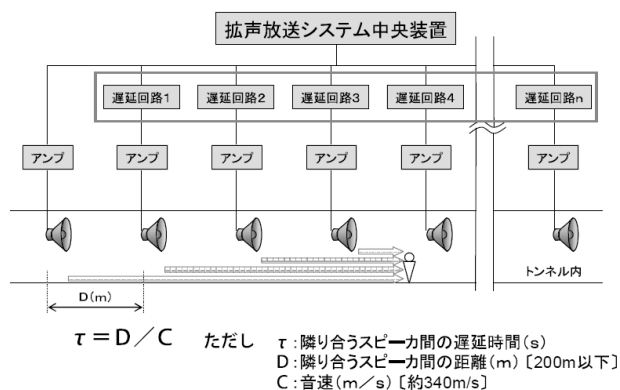 拡声放送システム中央装置
遅延回路1 遅延回路2 遅延回路3 遅延回路4 遅延回路n
アンプ アンプ アンプ アンプ アンプ アンプ
トンネル内
D(m)
τ=D/C ただし τ:隣り合うスピーカ間の遅延時間(s)
D:隣り合うスピーカ間の距離(m)〔200m以下〕
C:音速(m/s)〔約340m/s〕